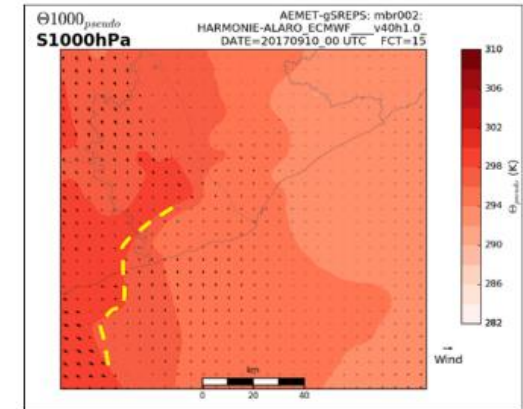 Θ1000pseudo
S1000hPa
AEMET-gSREPS: mbr002:
HARMONIE-ALARO_ECMWF____v40h1.0_
DATE=20170910_00 UTC FCT=15
310
306
302
298
294
290
286
282
Θpseudo (K)
Wind
km
0 20 40